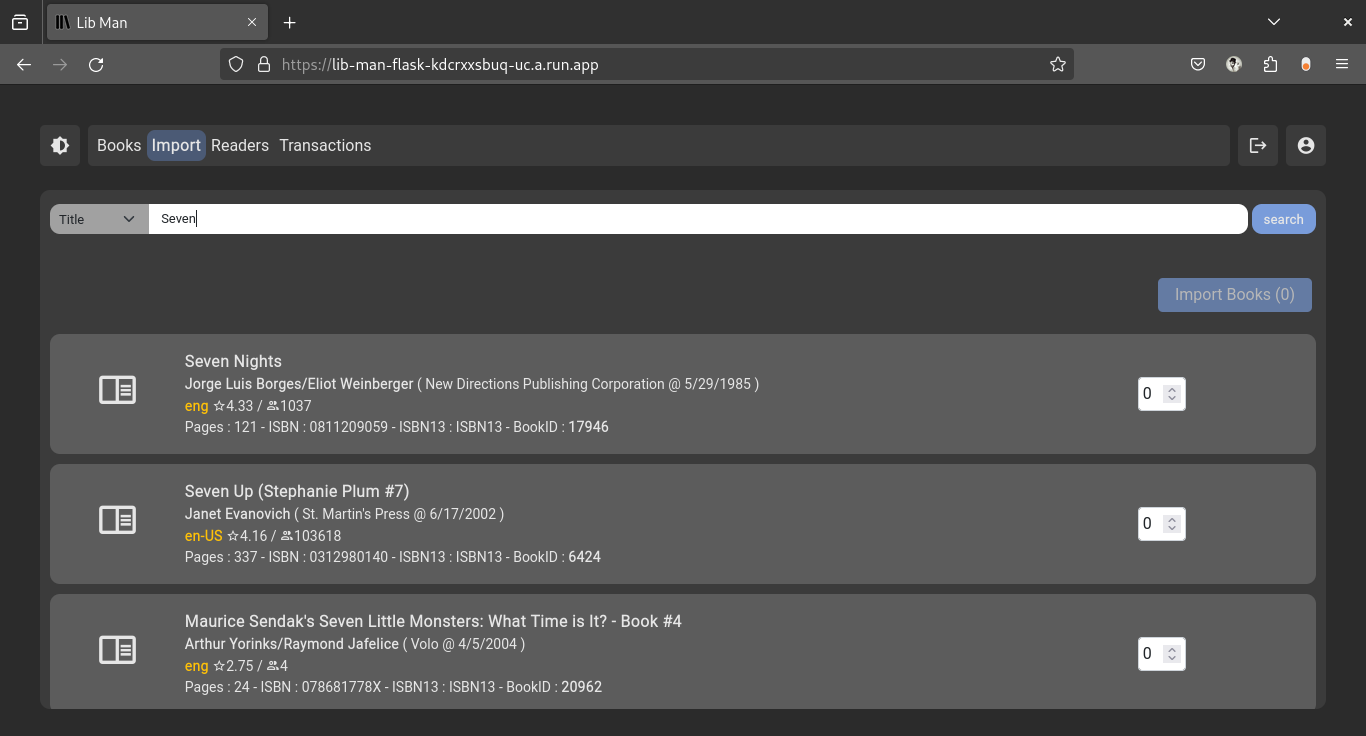 Lib Man
https://lib-man-flask-kdcrxxsbuq-uc.a.run.app
Books Import Readers Transactions
Title Seven search
Import Books (0)
Seven Nights
Jorge Luis Borges/Eliot Weinberger ( New Directions Publishing Corporation @ 5/29/1985 )
eng 4.33 / 1037
Pages : 121 - ISBN : 0811209059 - ISBN13 : ISBN13 - BookID : 17946
0
Seven Up (Stephanie Plum #7)
Janet Evanovich ( St. Martin's Press @ 6/17/2002 )
en-US 4.16 / 103618
Pages : 337 - ISBN : 0312980140 - ISBN13 : ISBN13 - BookID : 6424
0
Maurice Sendak's Seven Little Monsters: What Time is It? - Book #4
Arthur Yorinks/Raymond Jafelice ( Volo @ 4/5/2004 )
eng 2.75 / 4
Pages : 24 - ISBN : 078681778X - ISBN13 : ISBN13 - BookID : 20962
0